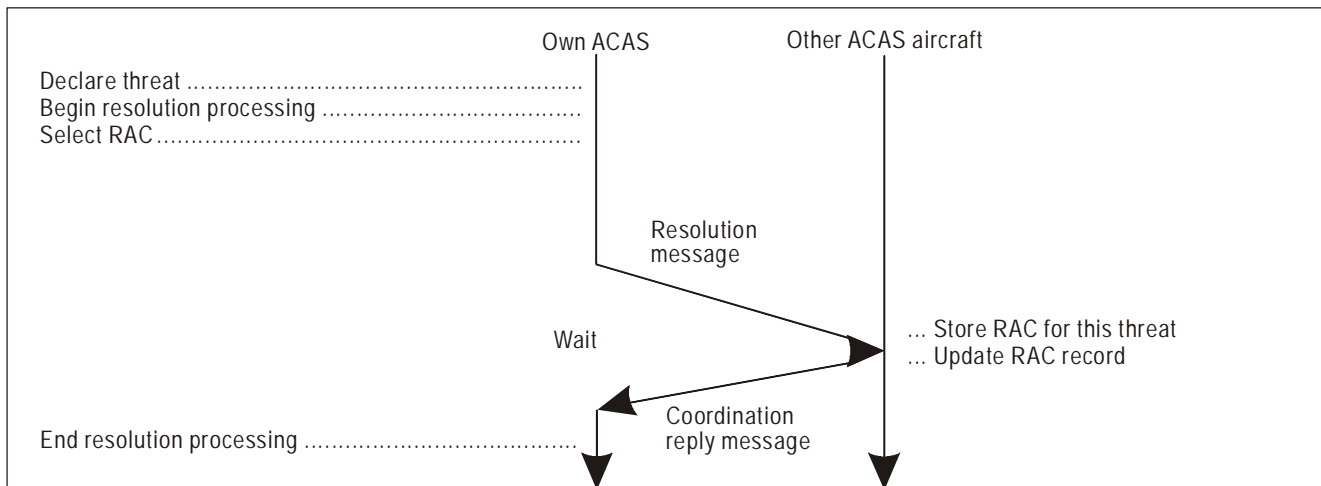 Own ACAS
Other ACAS aircraft
Declare threat ..............................................................
Begin resolution processing ......................................
Select RAC ..............................................................
Resolution
message
Wait
... Store RAC for this threat
... Update RAC record
Coordination
reply message
End resolution processing ........................................